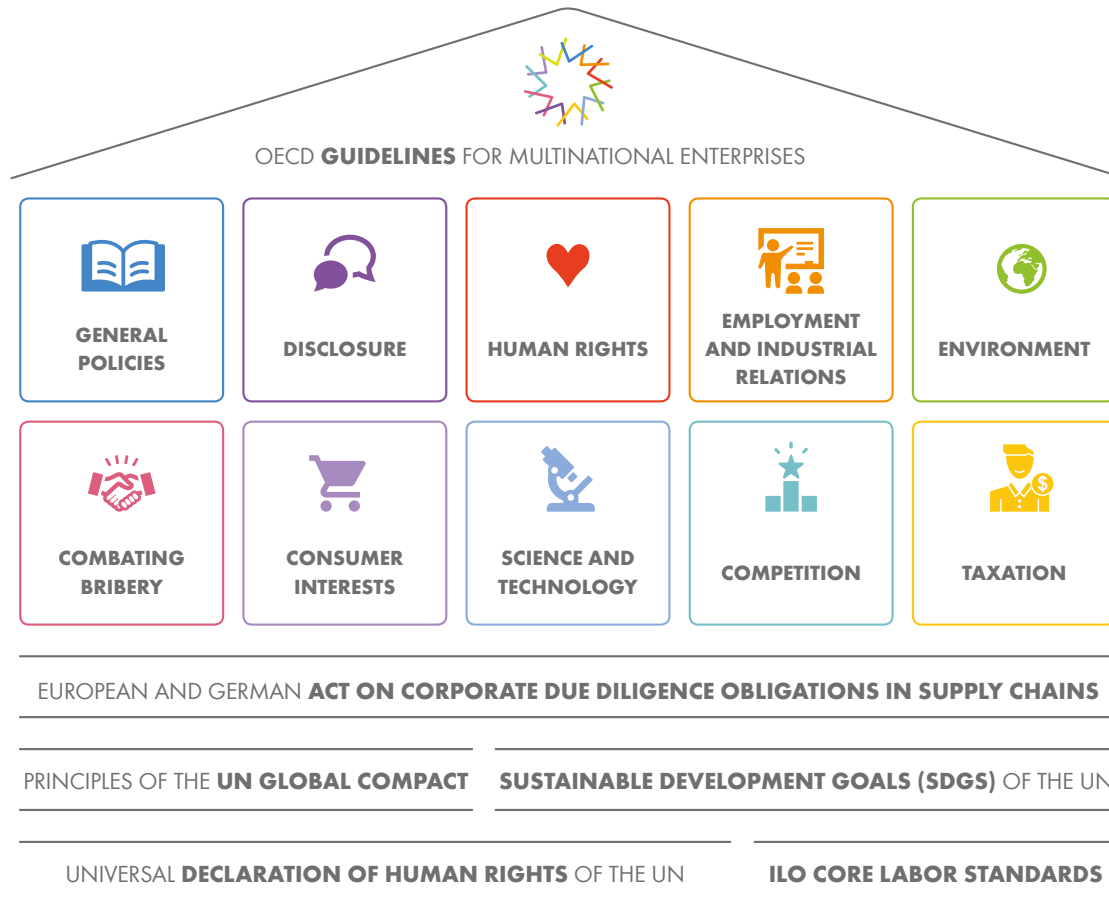 OECD GUIDELINES FOR MULTINATIONAL ENTERPRISES
GENERAL
POLICIES
DISCLOSURE
HUMAN RIGHTS
EMPLOYMENT
AND INDUSTRIAL
RELATIONS
ENVIRONMENT
COMBATING
BRIBERY
CONSUMER
INTERESTS
SCIENCE AND
TECHNOLOGY
COMPETITION
$
TAXATION
EUROPEAN AND GERMAN ACT ON CORPORATE DUE DILIGENCE OBLIGATIONS IN SUPPLY CHAINS
PRINCIPLES OF THE UN GLOBAL COMPACT
SUSTAINABLE DEVELOPMENT GOALS (SDGS) OF THE UN
UNIVERSAL DECLARATION OF HUMAN RIGHTS OF THE UN
ILO CORE LABOR STANDARDS